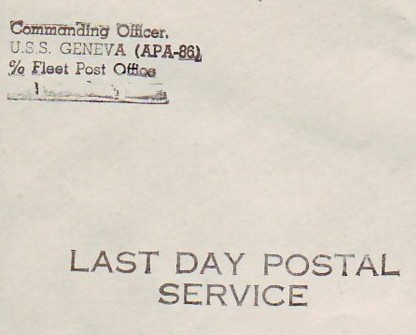 Commanding Officer,
U.S.S. GENEVA (APA-86)
℅ Fleet Post Office
LAST DAY POSTAL
SERVICE